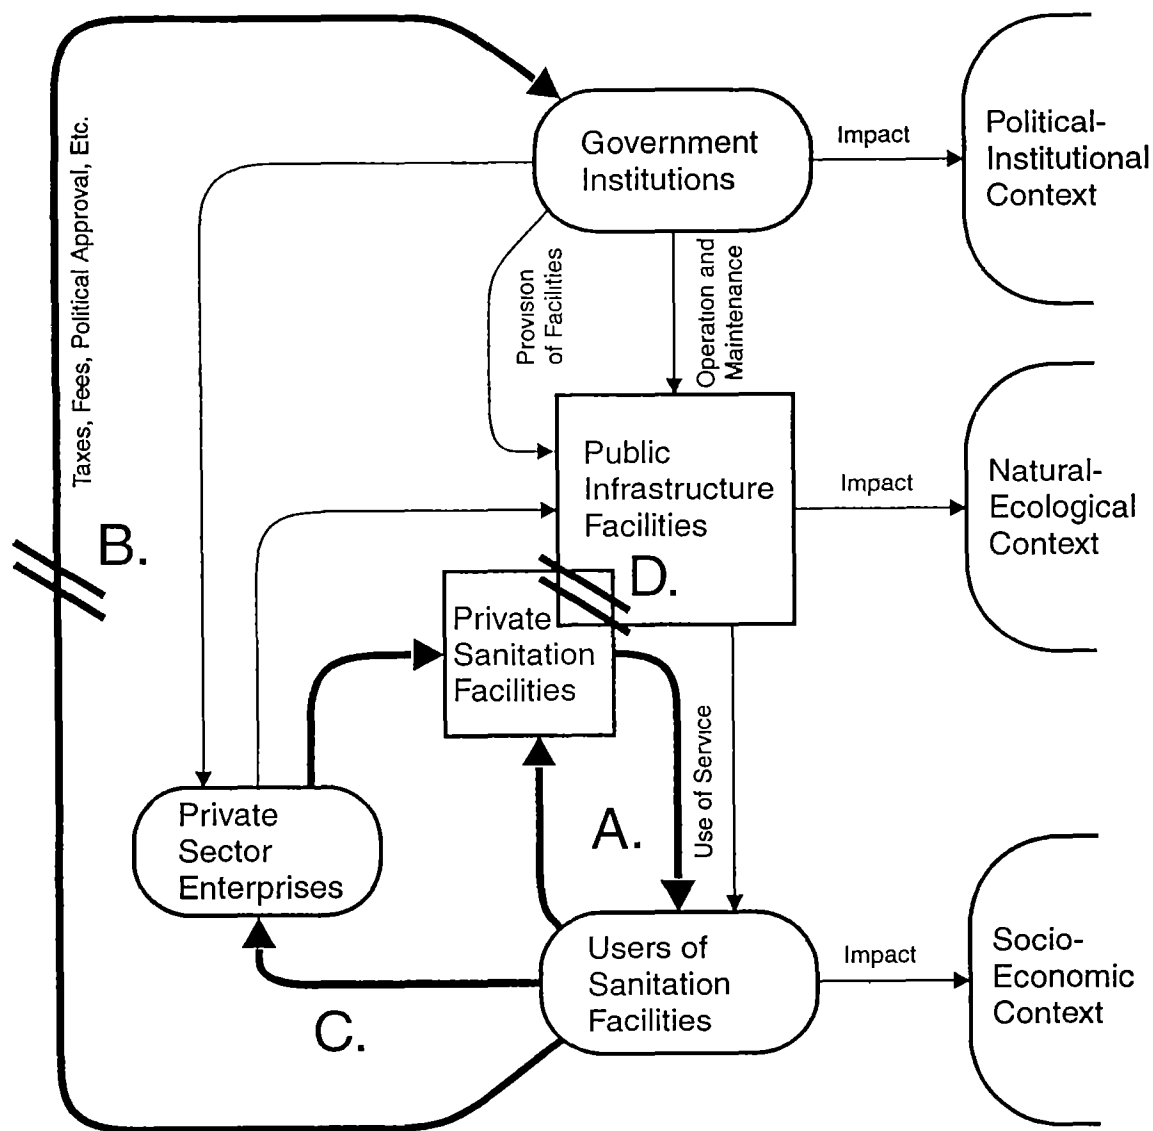 Government
Institutions
Impact
Political-
Institutional
Context
Taxes, Fees, Political Approval, Etc.
Provision
of Facilities
Operation and
Maintenance
Public
Infrastructure
Facilities
Impact
Natural-
Ecological
Context
B.
D.
Private
Sanitation
Facilities
Use of Service
A.
Private
Sector
Enterprises
C.
Users of
Sanitation
Facilities
Impact
Socio-
Economic
Context